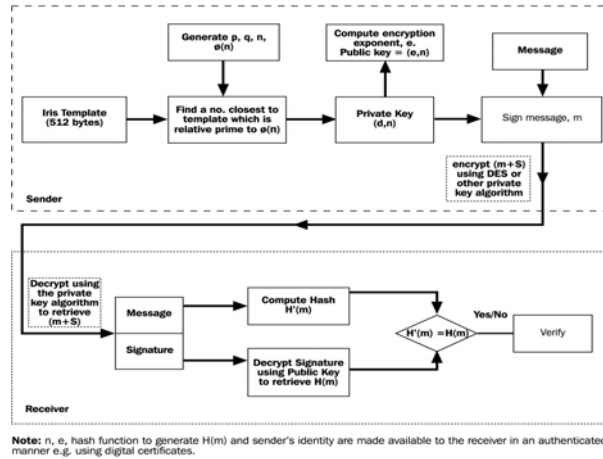 Generate p, q, n,
ø(n)
Compute encryption
exponent, e.
Public key = (e,n)
Message
Iris Template
(512 bytes)
Find a no. closest to
template which is
relative prime to ø(n)
Private Key
(d,n)
Sign message, m
encrypt (m+S)
using DES or
other private
key algorithm
Sender
Decrypt using
the private
key algorithm
to retrieve
(m+S)
Message
Signature
Compute Hash
H'(m)
Decrypt Signature
using Public Key
to retrieve H(m)
H'(m) =H(m)
Yes/No
Verify
Receiver
Note: n, e, hash function to generate H(m) and sender's identity are made available to the receiver in an authenticated
manner e.g. using digital certificates.